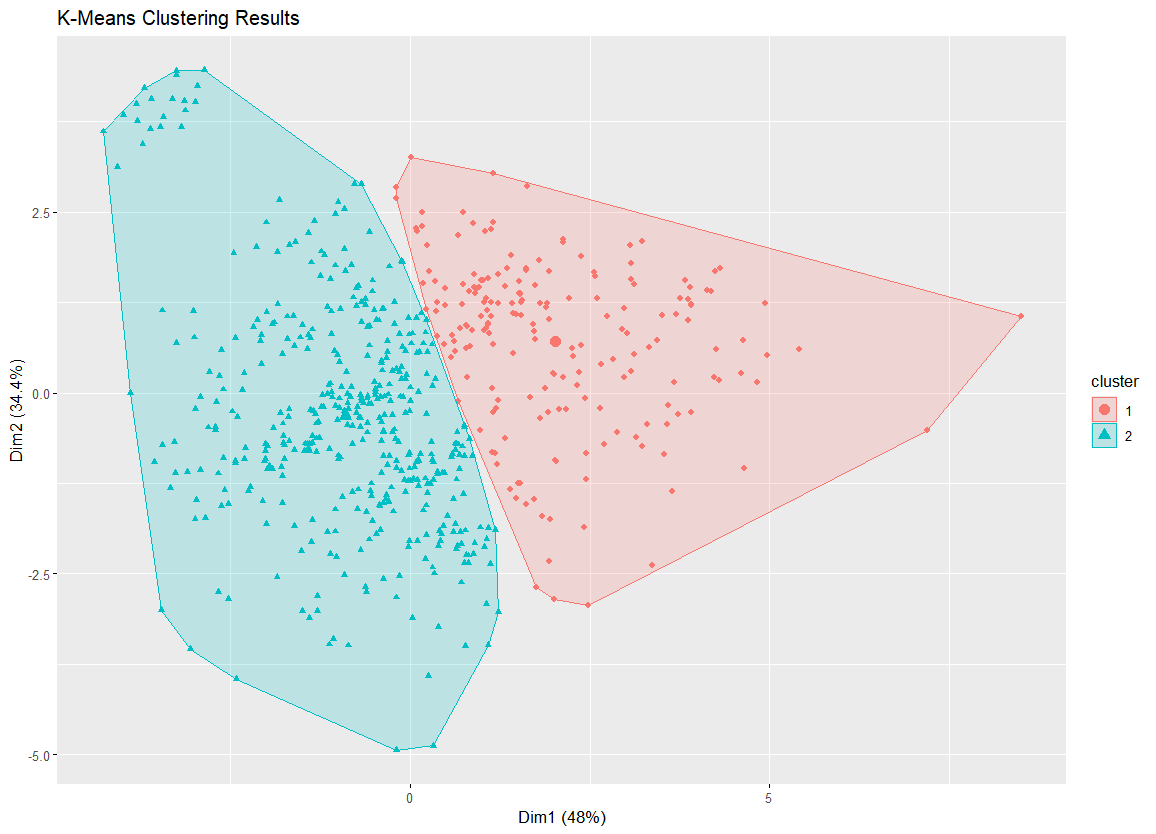 K-Means Clustering Results
Dim2 (34.4%)
2.5
0.0
-2.5
-5.0
0
5
Dim1 (48%)
cluster
1
2